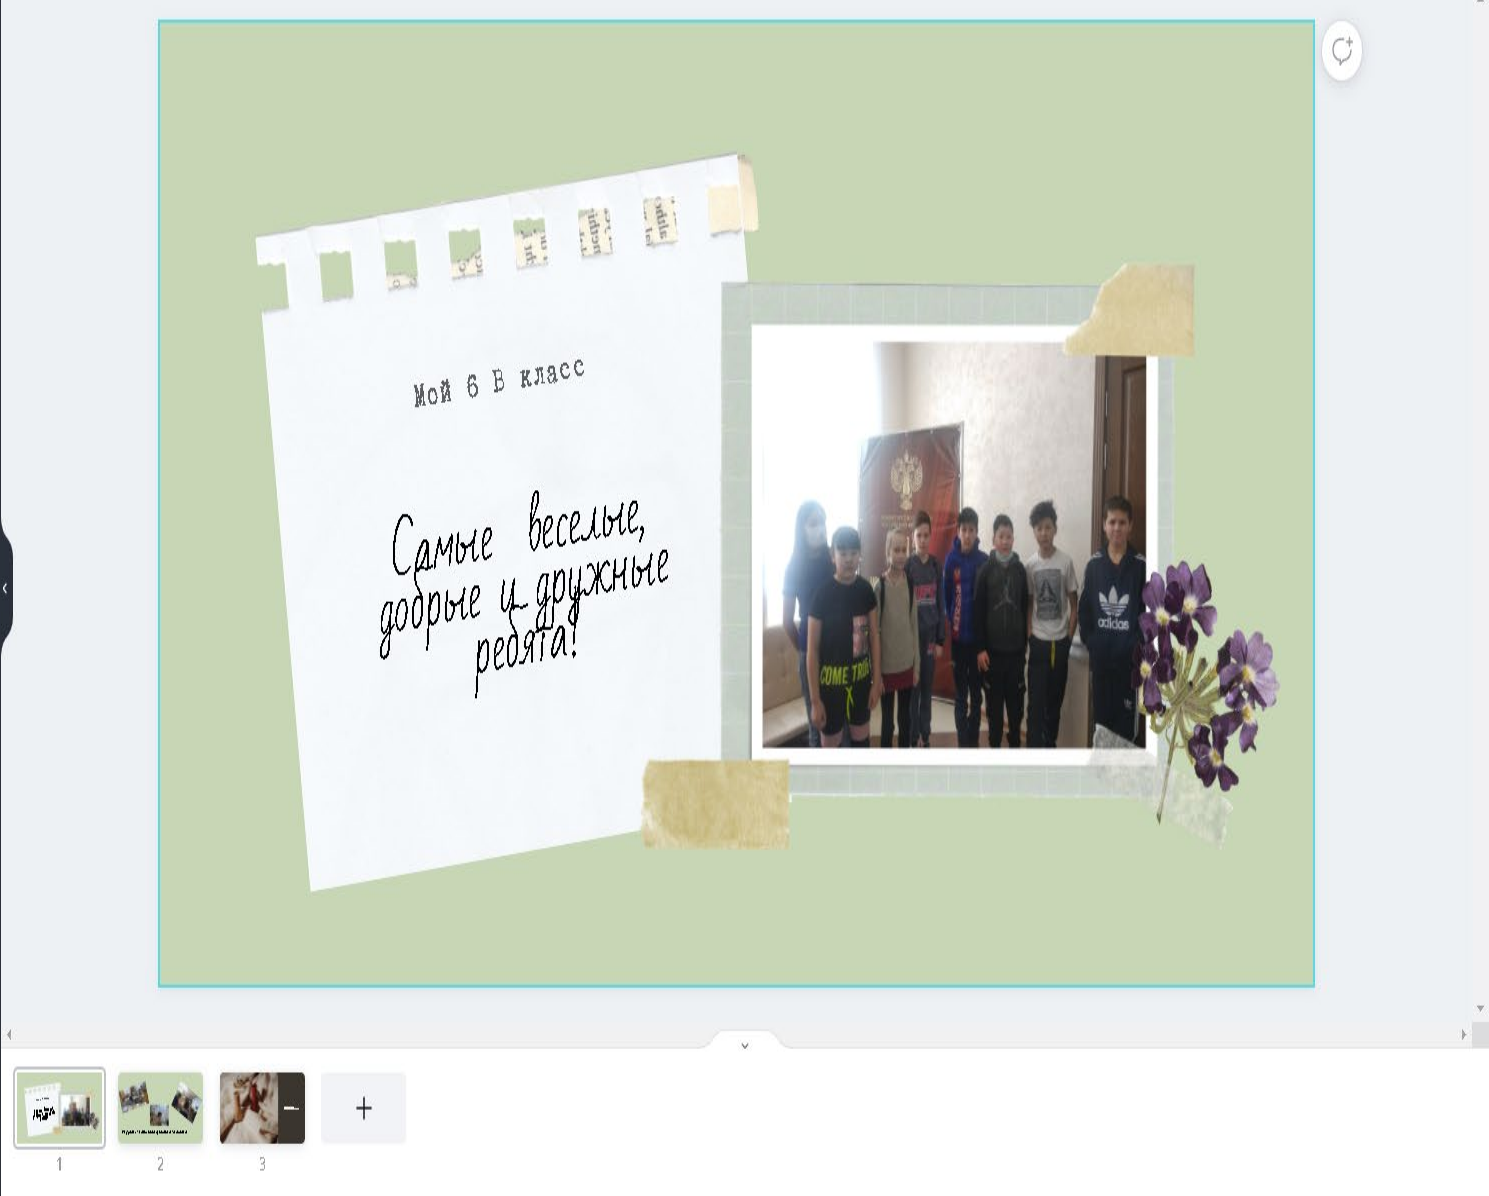 Мой 6 В класс
Самые веселые,
добрые и дружные
ребята!
COME TRUE
adidas
1
2
3